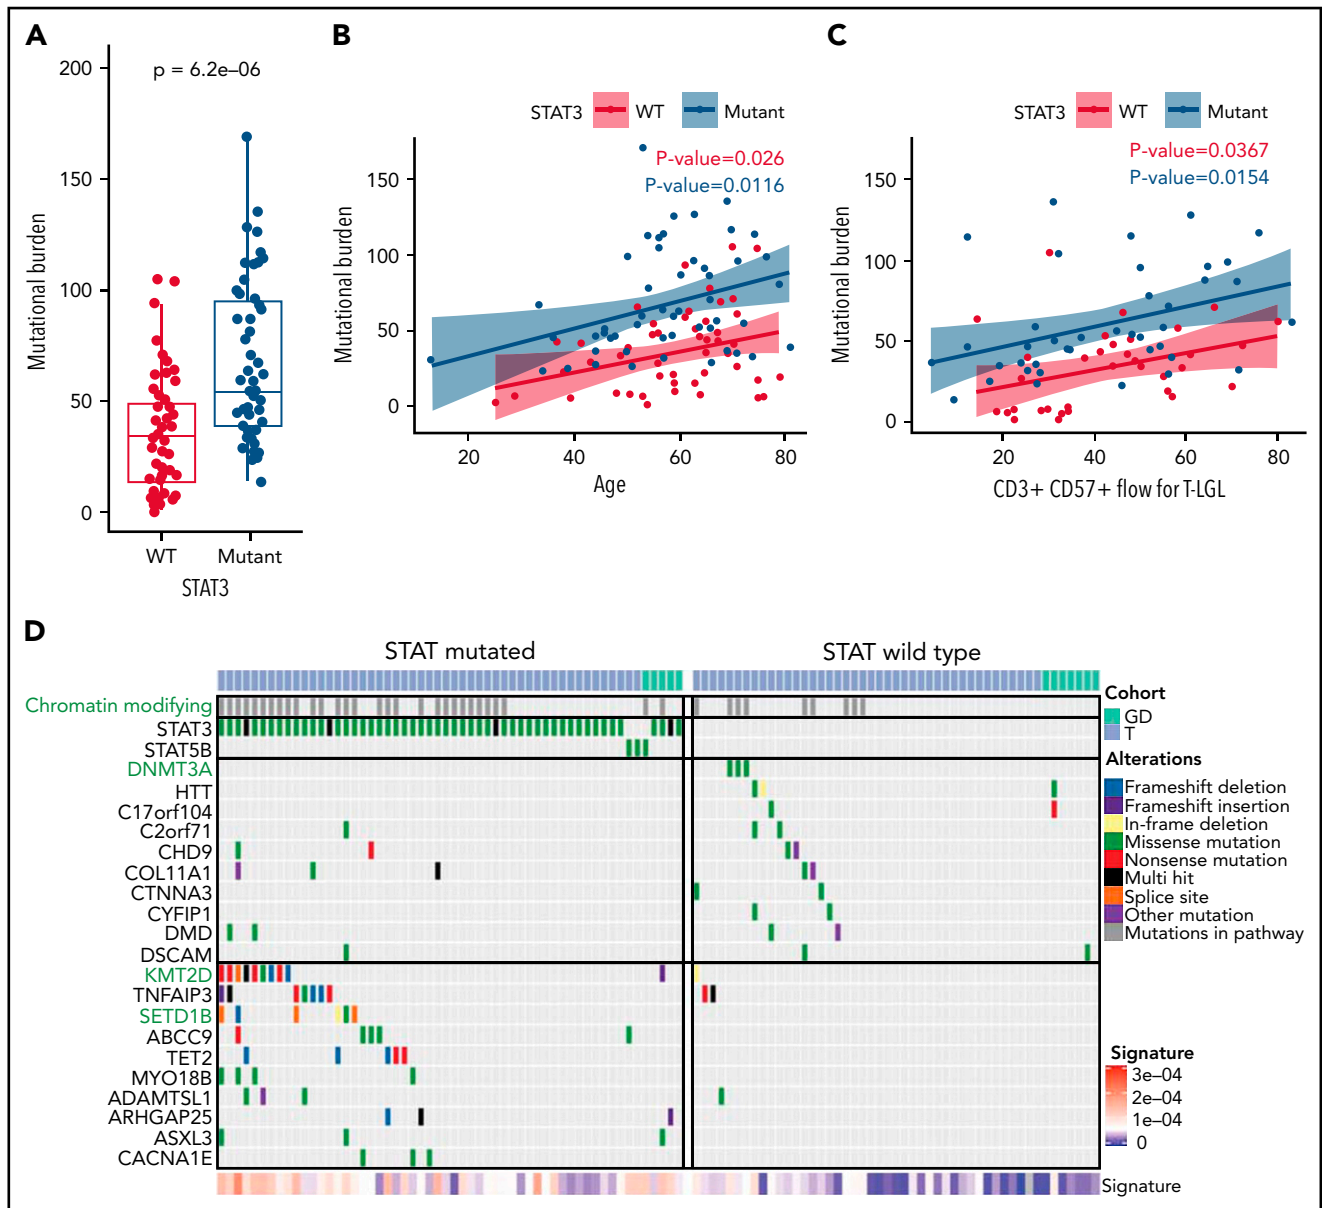 A
p = 6.2e–06
200
150
100
50
0
Mutational burden
WT
Mutant
STAT3
B
STAT3
WT
Mutant
P-value=0.026
P-value=0.0116
150
100
50
0
Mutational burden
20
40
60
80
Age
C
STAT3
WT
Mutant
P-value=0.0367
P-value=0.0154
150
100
50
0
Mutational burden
20
40
60
80
CD3+ CD57+ flow for T-LGL
D
STAT mutated
STAT wild type
Chromatin modifying
STAT3
STAT5B
DNMT3A
HTT
C17orf104
C2orf71
CHD9
COL11A1
CTNNA3
CYFIP1
DMD
DSCAM
KMT2D
TNFAIP3
SETD1B
ABCC9
TET2
MYO18B
ADAMTSL1
ARHGAP25
ASXL3
CACNA1E
Signature
Cohort
GD
T
Alterations
Frameshift deletion
Frameshift insertion
In-frame deletion
Missense mutation
Nonsense mutation
Multi hit
Splice site
Other mutation
Mutations in pathway
Signature
3e–04
2e–04
1e–04
0